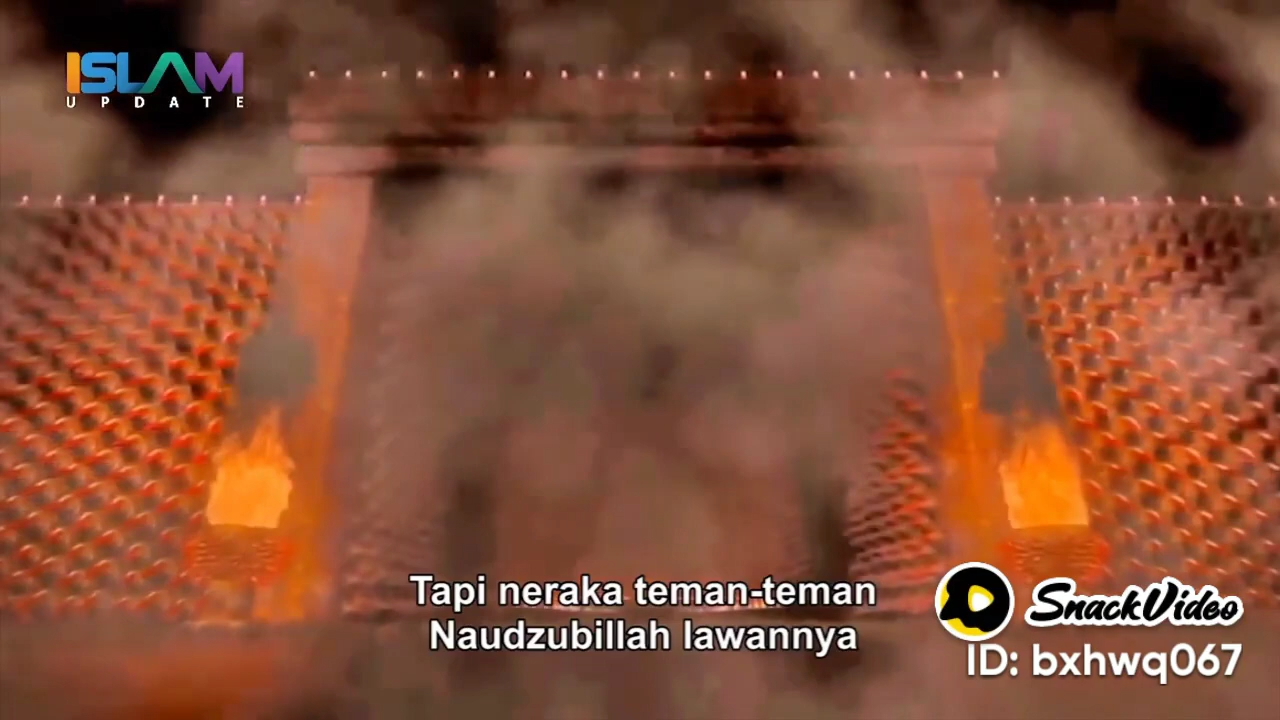 ISLAM
UPDATE
Tapi neraka teman-teman
Naudzubillah lawannya
SnackVideo
ID: bxhwq067